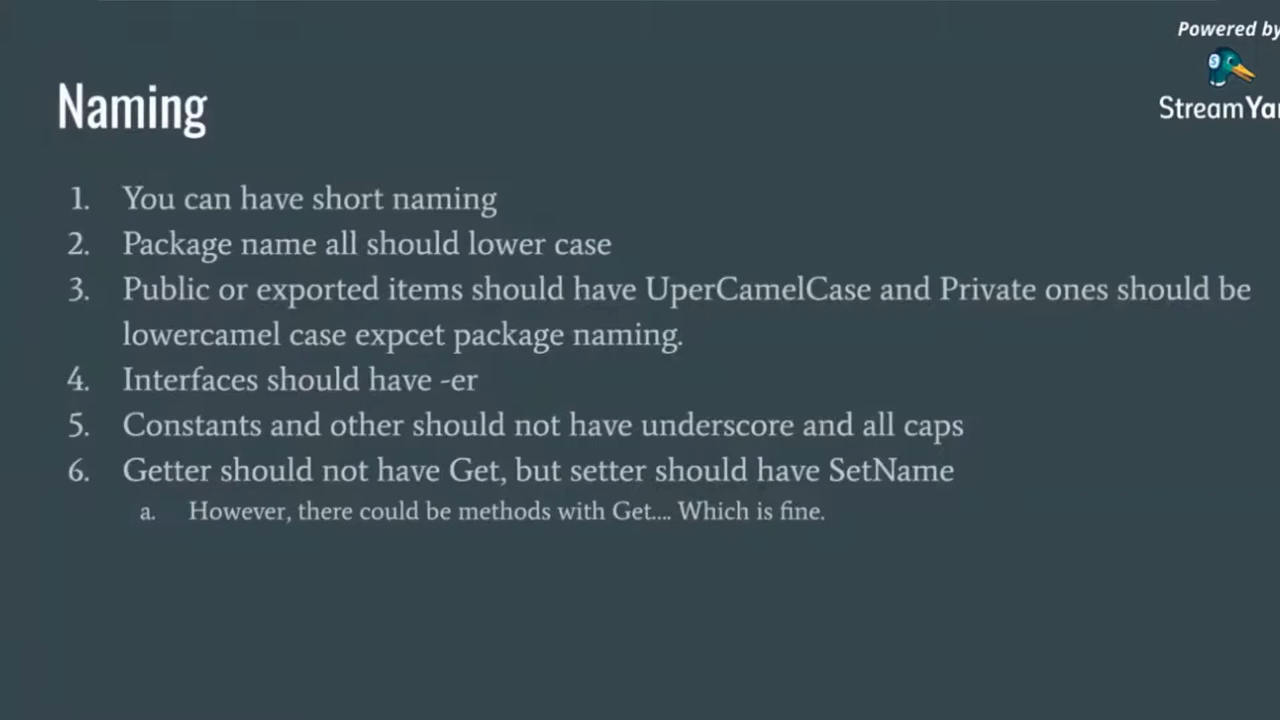 Powered by
StreamYar
Naming
1. You can have short naming
2. Package name all should lower case
3. Public or exported items should have UperCamelCase and Private ones should be
lowercamel case expcet package naming.
4. Interfaces should have -er
5. Constants and other should not have underscore and all caps
6. Getter should not have Get, but setter should have SetName
a. However, there could be methods with Get.... Which is fine.